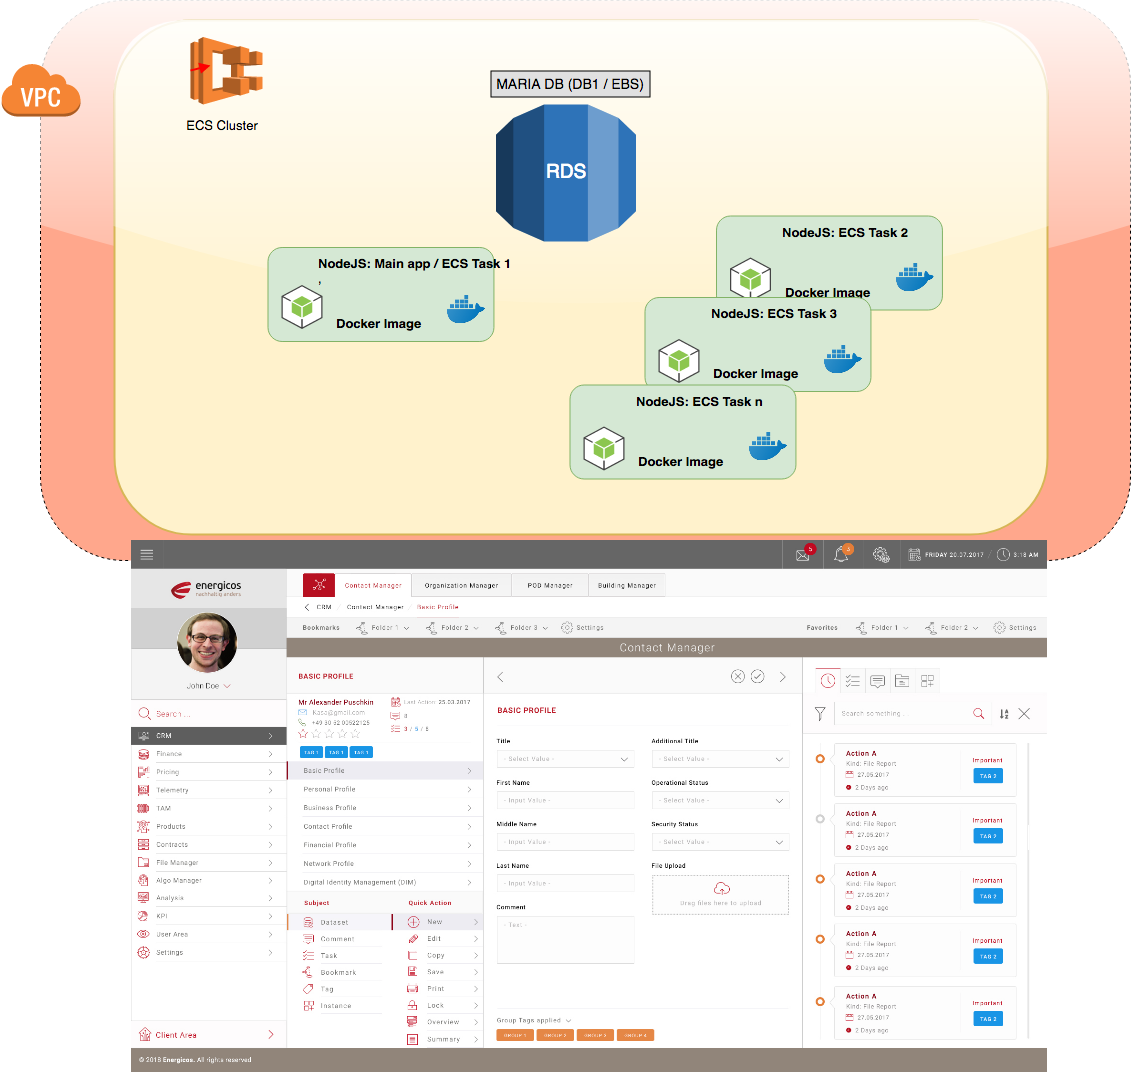 VPC
ECS Cluster
MARIA DB (DB1 / EBS)
RDS
NodeJS: Main app / ECS Task 1
,
Docker Image
NodeJS: ECS Task 2
Docker Image
NodeJS: ECS Task 3
Docker Image
NodeJS: ECS Task n
Docker Image
5
FRIDAY 20.07.2017 / 3:18 AM
energicos
nachhaltig anders
John Doe
Search ...
CRM
Finance
Pricing
Telemetry
TAM
Products
Contracts
File Manager
Algo Manager
Analysis
KPI
User Area
Settings
Client Area
Contact Manager
Organization Manager
POD Manager
Building Manager
CRM / Contact Manager / Basic Profile
Bookmarks Folder 1 Folder 2 Folder 3 Settings
Favorites Folder 1 Folder 2 Settings
Contact Manager
BASIC PROFILE
Mr Alexander Puschkin
Kasa@gmail.com
+49 30 32 00522125
Last Action: 25.03.2017
8
3 / 6 / 8
TAG 1 TAG 1 TAG 1
Basic Profile
Personal Profile
Business Profile
Contact Profile
Financial Profile
Network Profile
Digital Identity Management (DIM)
Subject
Dataset
Comment
Task
Bookmark
Tag
Instance
Quick Action
New
Edit
Copy
Save
Print
Lock
Overview
Summary
BASIC PROFILE
Title
- Select Value -
First Name
- Input Value -
Middle Name
- Input Value -
Last Name
- Input Value -
Comment
- Text -
Additional Title
- Select Value -
Operational Status
- Select Value -
Security Status
- Select Value -
File Upload
Drag files here to upload
Group Tags applied
GROUP 1 GROUP 2 GROUP 3 GROUP 4
Search something...
Action A
Kind: File Report
27.05.2017
2 Days ago
Important
TAG 2
Action A
Kind: File Report
27.05.2017
2 Days ago
Important
TAG 2
Action A
Kind: File Report
27.05.2017
2 Days ago
Important
TAG 2
Action A
Kind: File Report
27.05.2017
2 Days ago
Important
TAG 2
Action A
Kind: File Report
27.05.2017
2 Days ago
Important
TAG 2
© 2018 Energicos. All rights reserved